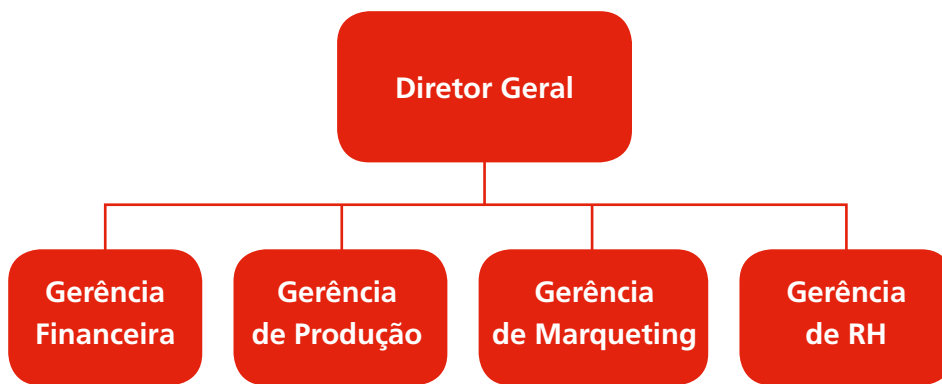 Diretor Geral
Gerência
Financeira
Gerência
de Produção
Gerência
de Marqueting
Gerência
de RH